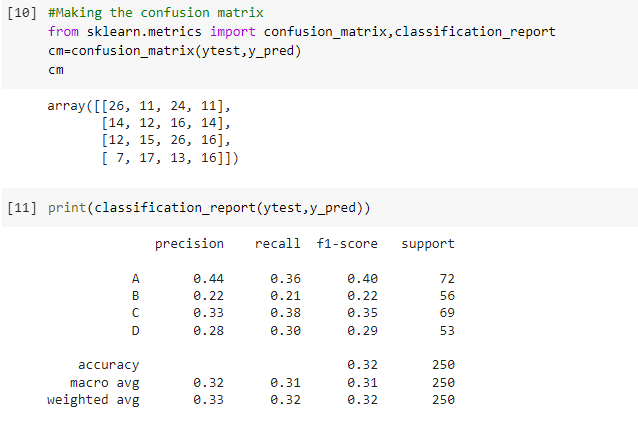 [10] #Making the confusion matrix
from sklearn.metrics import confusion_matrix,classification_report
cm=confusion_matrix(ytest,y_pred)
cm
array([[26, 11, 24, 11],
[14, 12, 16, 14],
[12, 15, 26, 16],
[ 7, 17, 13, 16]])
[11] print(classification_report(ytest,y_pred))
precision recall f1-score support
A 0.44 0.36 0.40 72
B 0.22 0.21 0.22 56
C 0.33 0.38 0.35 69
D 0.28 0.30 0.29 53
accuracy 0.32 250
macro avg 0.32 0.31 0.31 250
weighted avg 0.33 0.32 0.32 250